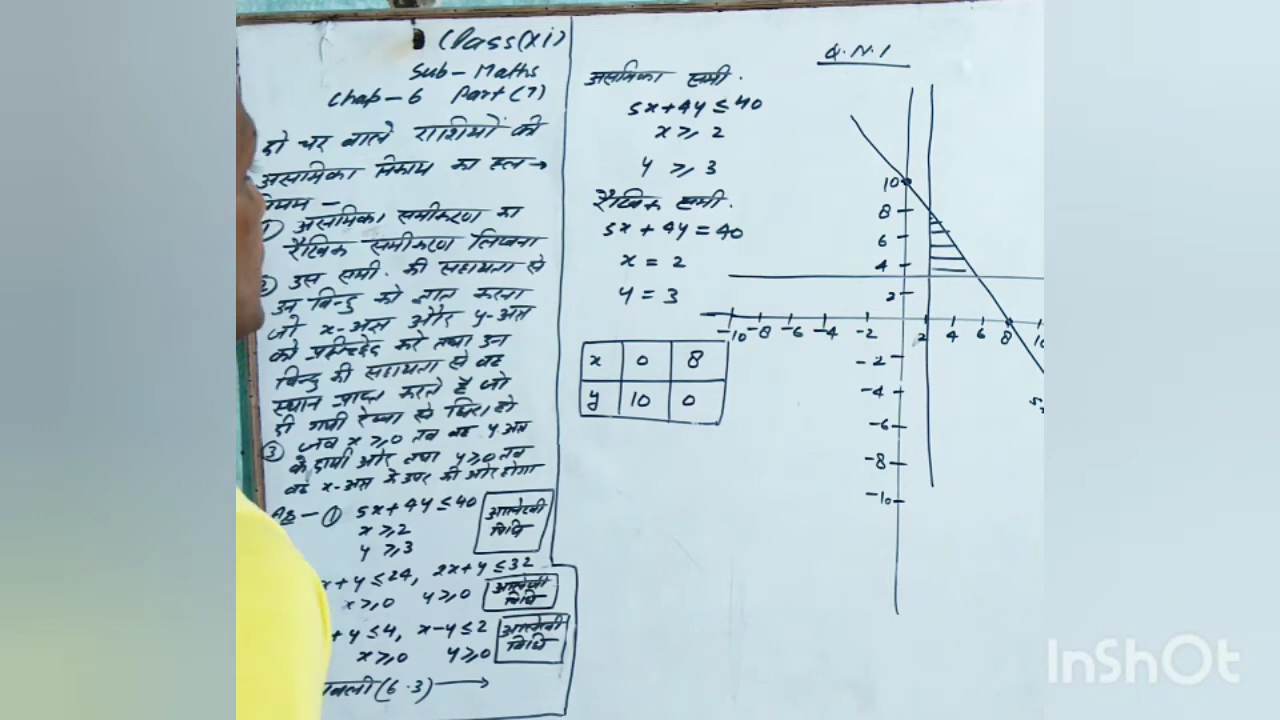 Class(xi)
Sub-Maths
Chap-6 Part(7)
दो चर वाले राशियों की
असमिका निकाय का हल →
नियम -
① असमिका समीकरण का
रैखिक समीकरण लिखना
② उस समी. की सहायता से
उन बिन्दु को ज्ञात करना
जो x-अक्ष और y-अक्ष
को प्रतिच्छेद करे तथा उन
बिन्दु की सहायता से वह
स्थान प्राप्त करते है जो
दी गयी रेखा से घिरा हो
③ जब x ≥ 0 तब वह y अक्ष
के दायी ओर तथा y ≥ 0 तब
वह x-अक्ष के उपर की ओर होगा
① 5x+4y ≤ 40
x ≥ 2
y ≥ 3
आलेखी
विधि
x+y ≤ 24, 2x+y ≤ 32
x ≥ 0 y ≥ 0
आलेखी
विधि
+ y ≤ 4, x-y ≤ 2
x ≥ 0 y ≥ 0
आलेखी
विधि
(6.3) →
असमिका समी.
5x+4y ≤ 40
x ≥ 2
y ≥ 3
रैखिक समी.
5x + 4y = 40
x = 2
y = 3
x 0 8
y 10 0
Q.N.1
10
8
6
4
2
-10 -8 -6 -4 -2 2 4 6 8
-2
-4
-6
-8
-10
InShOt